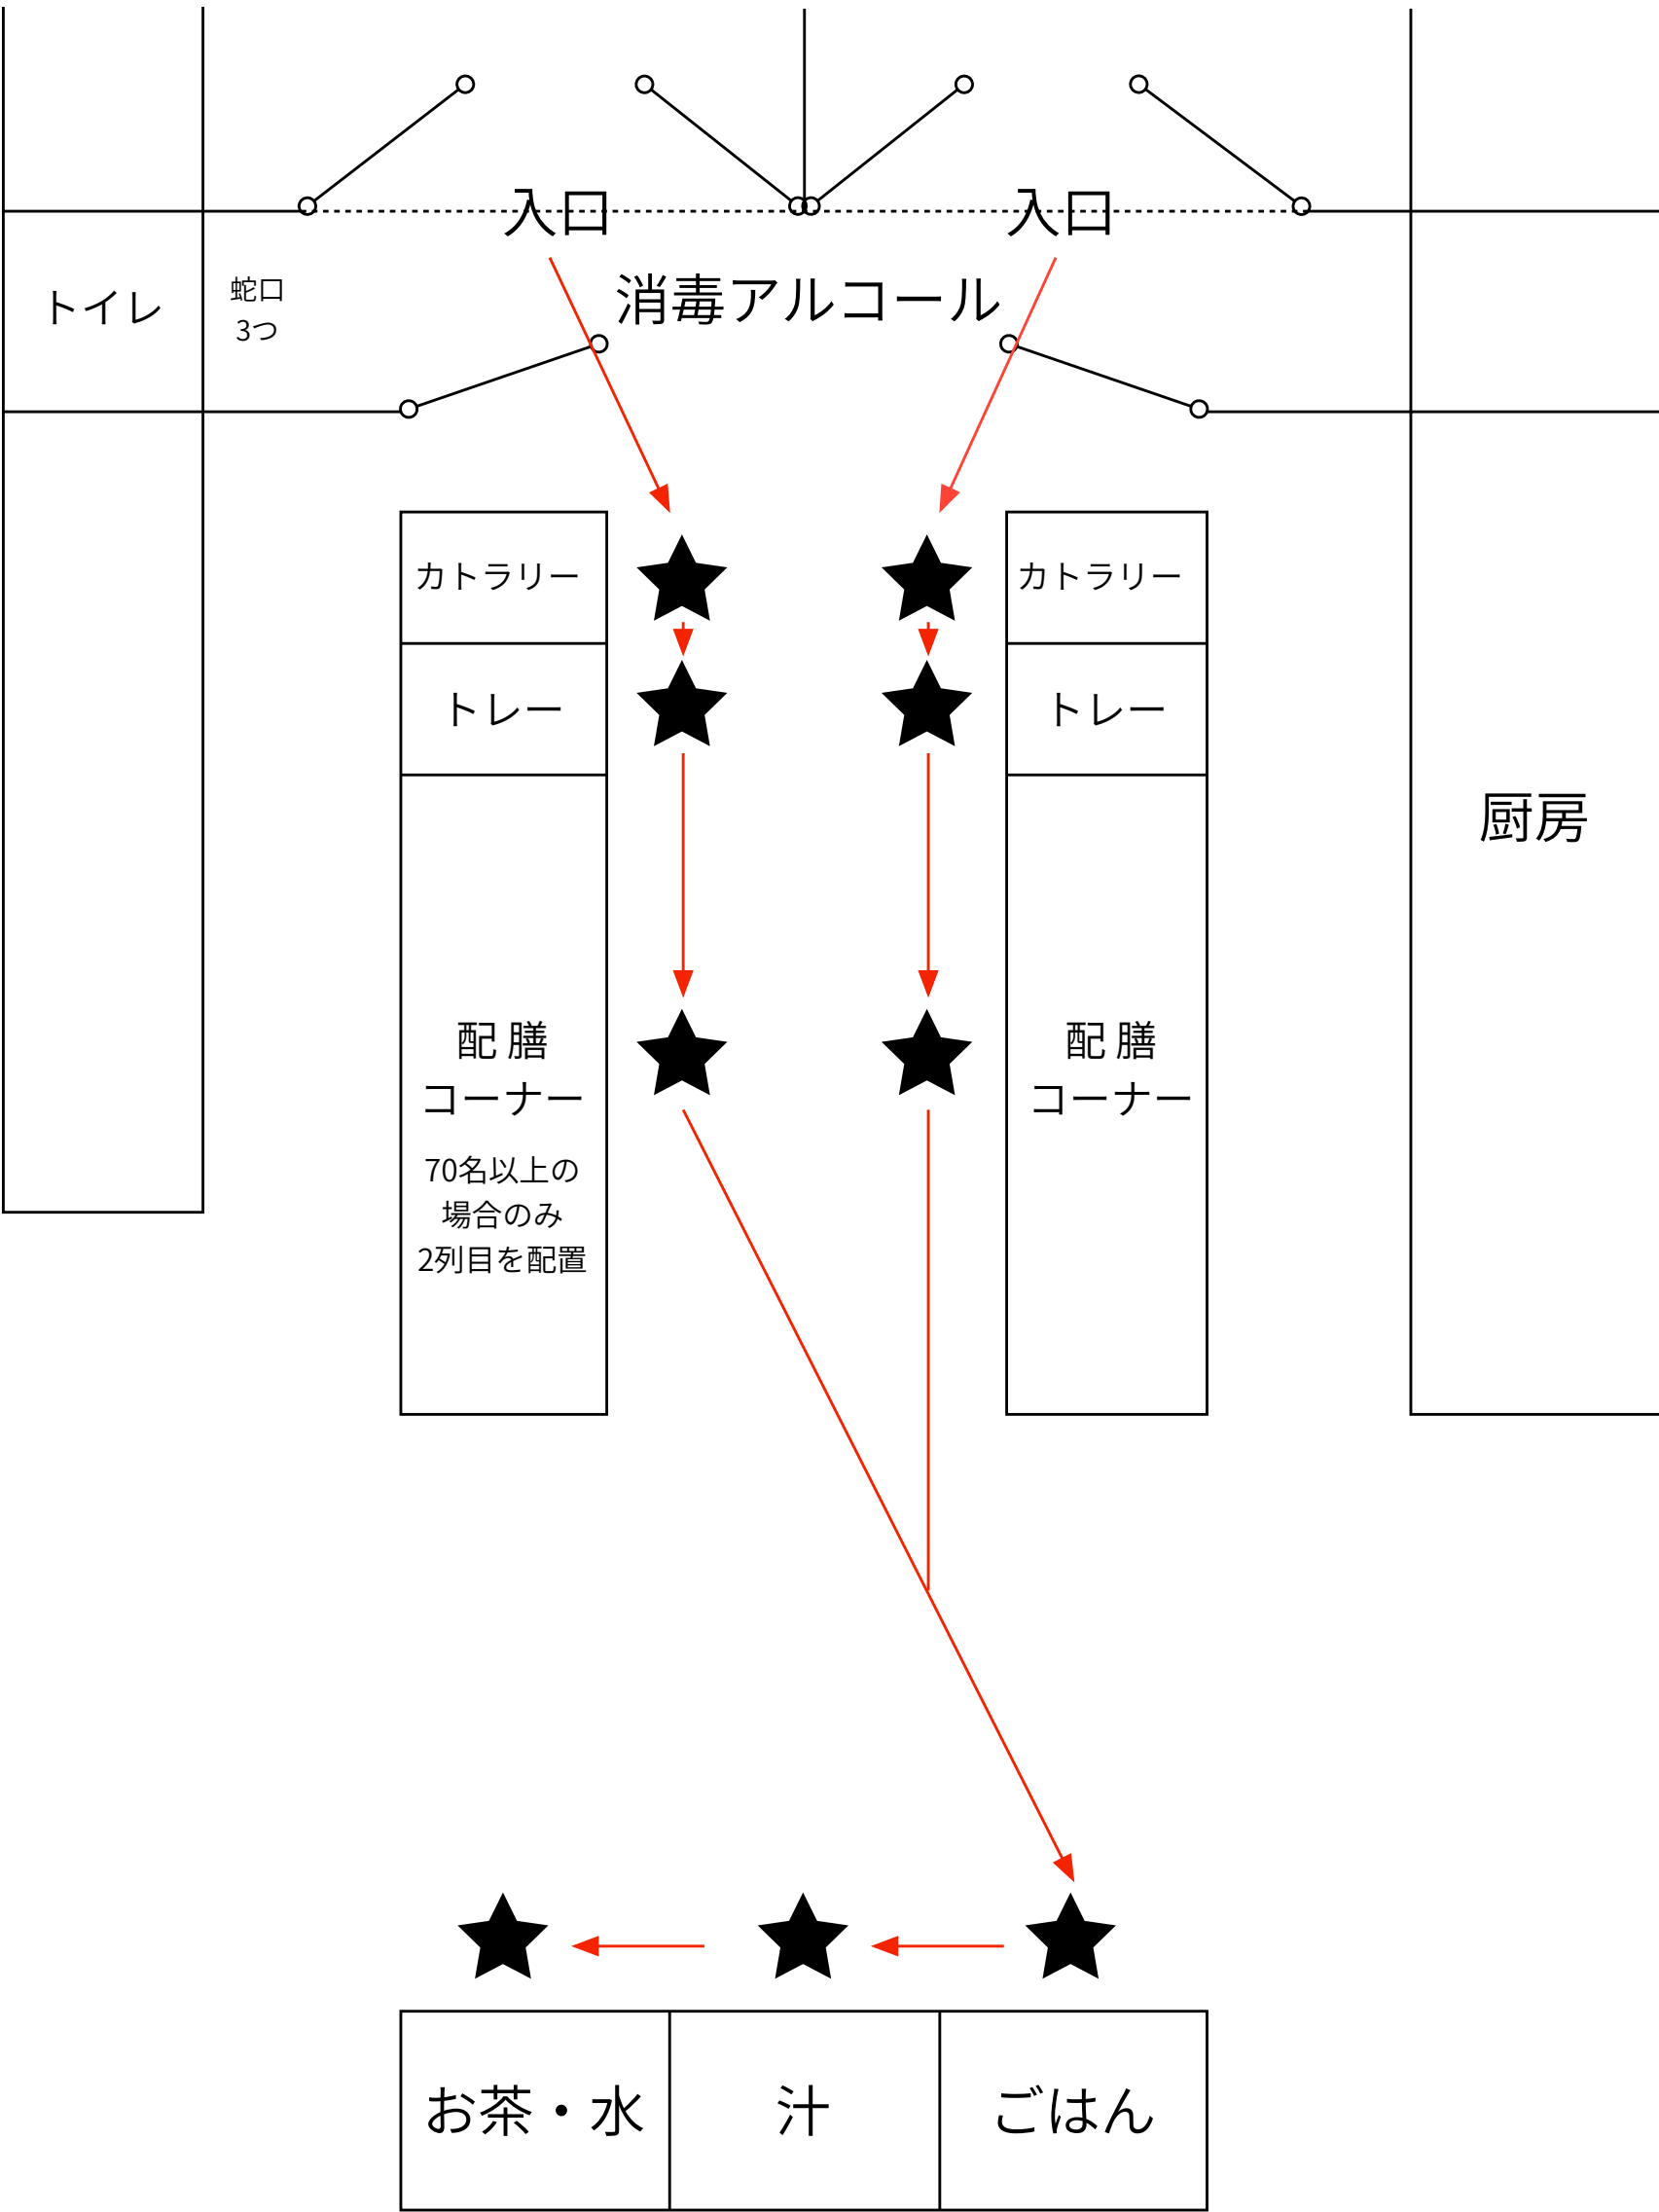 入口
入口
消毒アルコール
トイレ
蛇口
3つ
カトラリー
カトラリー
トレー
トレー
厨房
配膳
コーナー
70名以上の
場合のみ
2列目を配置
配膳
コーナー
お茶・水
汁
ごはん